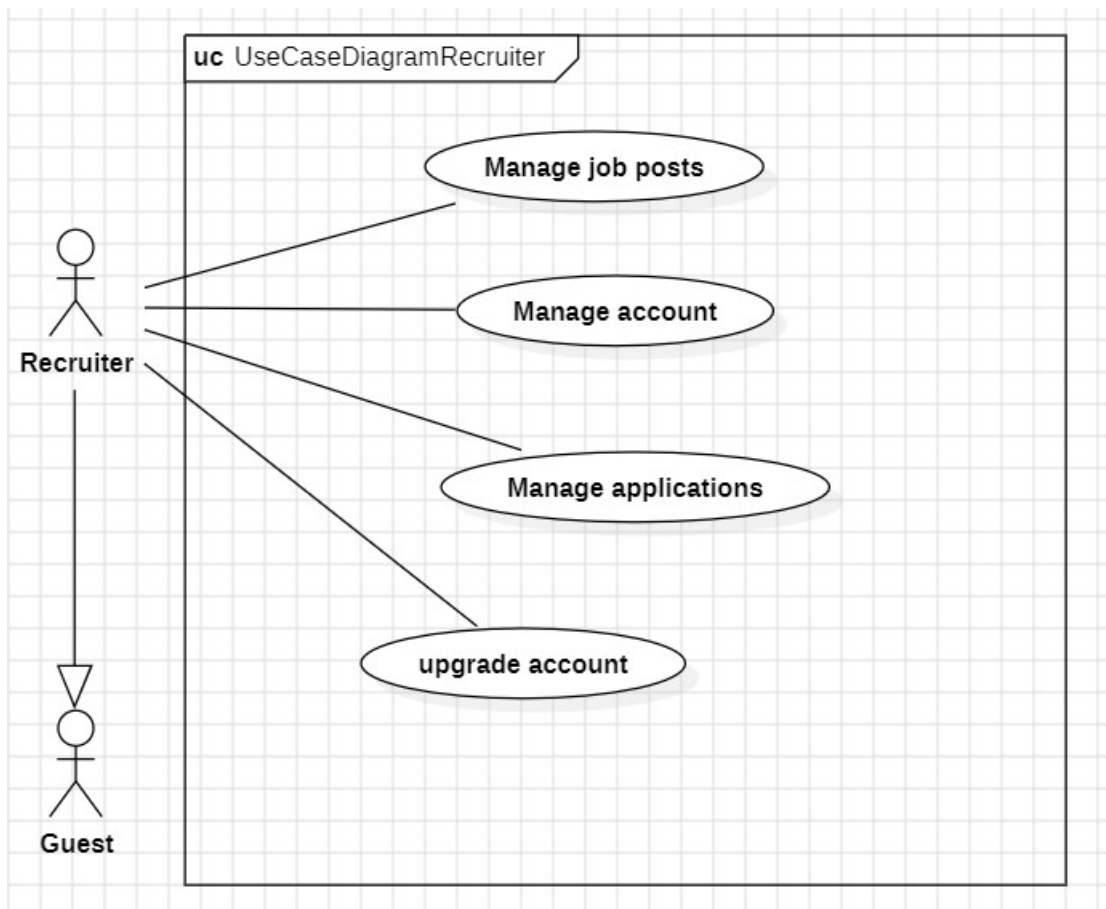 uc UseCaseDiagramRecruiter
Manage job posts
Manage account
Recruiter
Manage applications
upgrade account
Guest